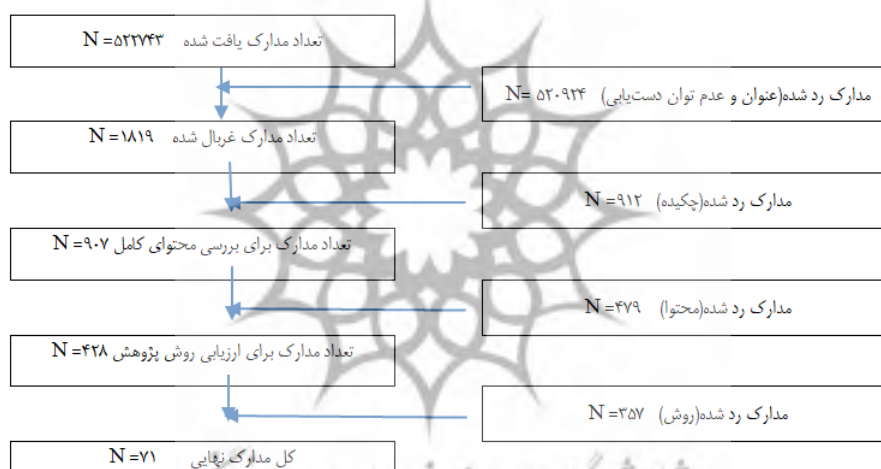 تعداد مدارک یافت شده N =۵۲۲۷۴۳
مدارک رد شده(عنوان و عدم توان دست‌یابی) N= ۵۲۰۹۲۴
تعداد مدارک غربال شده N =۱۸۱۹
مدارک رد شده(چکیده) N =۹۱۲
تعداد مدارک برای بررسی محتوای کامل N =۹۰۷
مدارک رد شده(محتوا) N =۴۷۹
تعداد مدارک برای ارزیابی روش پژوهش N =۴۲۸
مدارک رد شده(روش) N =۳۵۷
کل مدارک نهایی N =۷۱